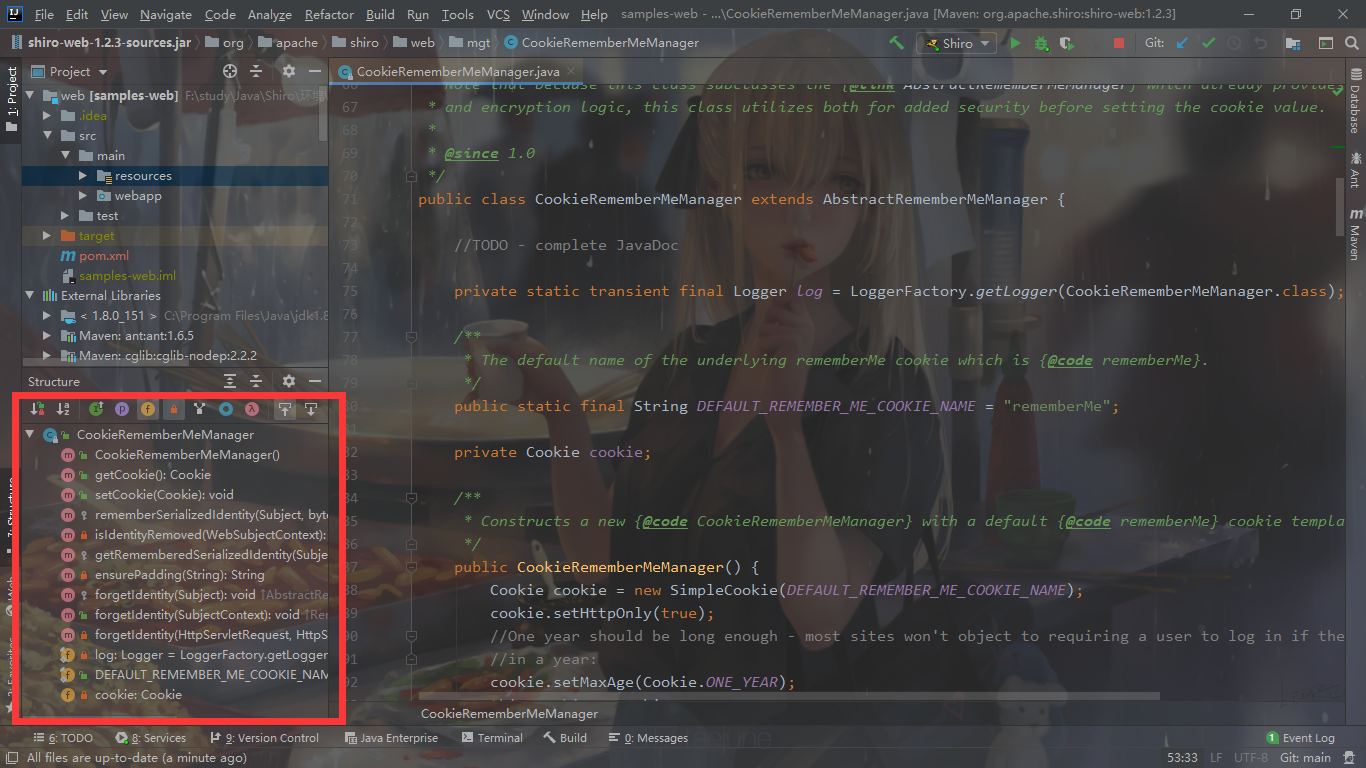 File Edit View Navigate Code Analyze Refactor Build Run Tools VCS Window Help samples-web - ...\CookieRememberMeManager.java [Maven: org.apache.shiro:shiro-web:1.2.3]
shiro-web-1.2.3-sources.jar org apache shiro web mgt CookieRememberMeManager Shiro Git:
Project
CookieRememberMeManager.java
1: Project
web [samples-web] F:\study\Java\Shiro\
.idea
src
main
resources
webapp
test
target
pom.xml
samples-web.iml
External Libraries
< 1.8.0_151 > C:\Program Files\Java\jdk1.8
Maven: ant:ant:1.6.5
Maven: cglib:cglib-nodep:2.2.2
Structure
CookieRememberMeManager
CookieRememberMeManager()
getCookie(): Cookie
setCookie(Cookie): void
rememberSerializedIdentity(Subject, byte
isIdentityRemoved(WebSubjectContext):
getRememberedSerializedIdentity(Subje
ensurePadding(String): String
forgetIdentity(Subject): void ↑AbstractRe
forgetIdentity(SubjectContext): void ↑Rem
forgetIdentity(HttpServletRequest, HttpS
log: Logger = LoggerFactory.getLogger
DEFAULT_REMEMBER_ME_COOKIE_NAM
cookie: Cookie
66 * Note that because this class subclasses the {@link AbstractRememberMeManager} which already provides
67 * and encryption logic, this class utilizes both for added security before setting the cookie value.
68 *
69 * @since 1.0
70 */
71 public class CookieRememberMeManager extends AbstractRememberMeManager {
72
73 //TODO - complete JavaDoc
74
75 private static transient final Logger log = LoggerFactory.getLogger(CookieRememberMeManager.class);
76
77 /**
78 * The default name of the underlying rememberMe cookie which is {@code rememberMe}.
79 */
80 public static final String DEFAULT_REMEMBER_ME_COOKIE_NAME = "rememberMe";
81
82 private Cookie cookie;
83
84 /**
85 * Constructs a new {@code CookieRememberMeManager} with a default {@code rememberMe} cookie templa
86 */
87 public CookieRememberMeManager() {
88 Cookie cookie = new SimpleCookie(DEFAULT_REMEMBER_ME_COOKIE_NAME);
89 cookie.setHttpOnly(true);
90 //One year should be long enough - most sites won't object to requiring a user to log in if the
91 //in a year:
92 cookie.setMaxAge(Cookie.ONE_YEAR);
CookieRememberMeManager
Database
Ant
Maven
7: Structure
Web
2: Favorites
6: TODO 8: Services 9: Version Control Java Enterprise Terminal Build 0: Messages 1 Event Log
All files are up-to-date (a minute ago) 53:33 LF UTF-8 Git: main